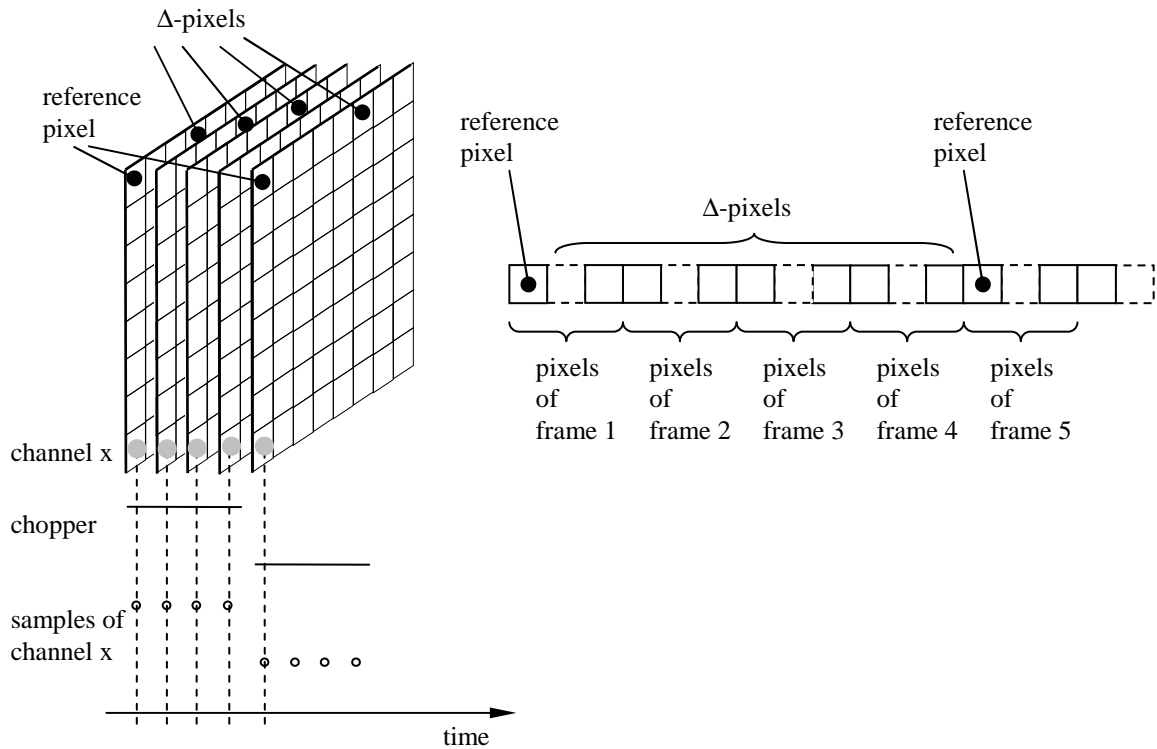 Δ-pixels
reference
pixel
channel x
chopper
samples of
channel x
time
reference
pixel
reference
pixel
Δ-pixels
pixels
of
frame 1
pixels
of
frame 2
pixels
of
frame 3
pixels
of
frame 4
pixels
of
frame 5